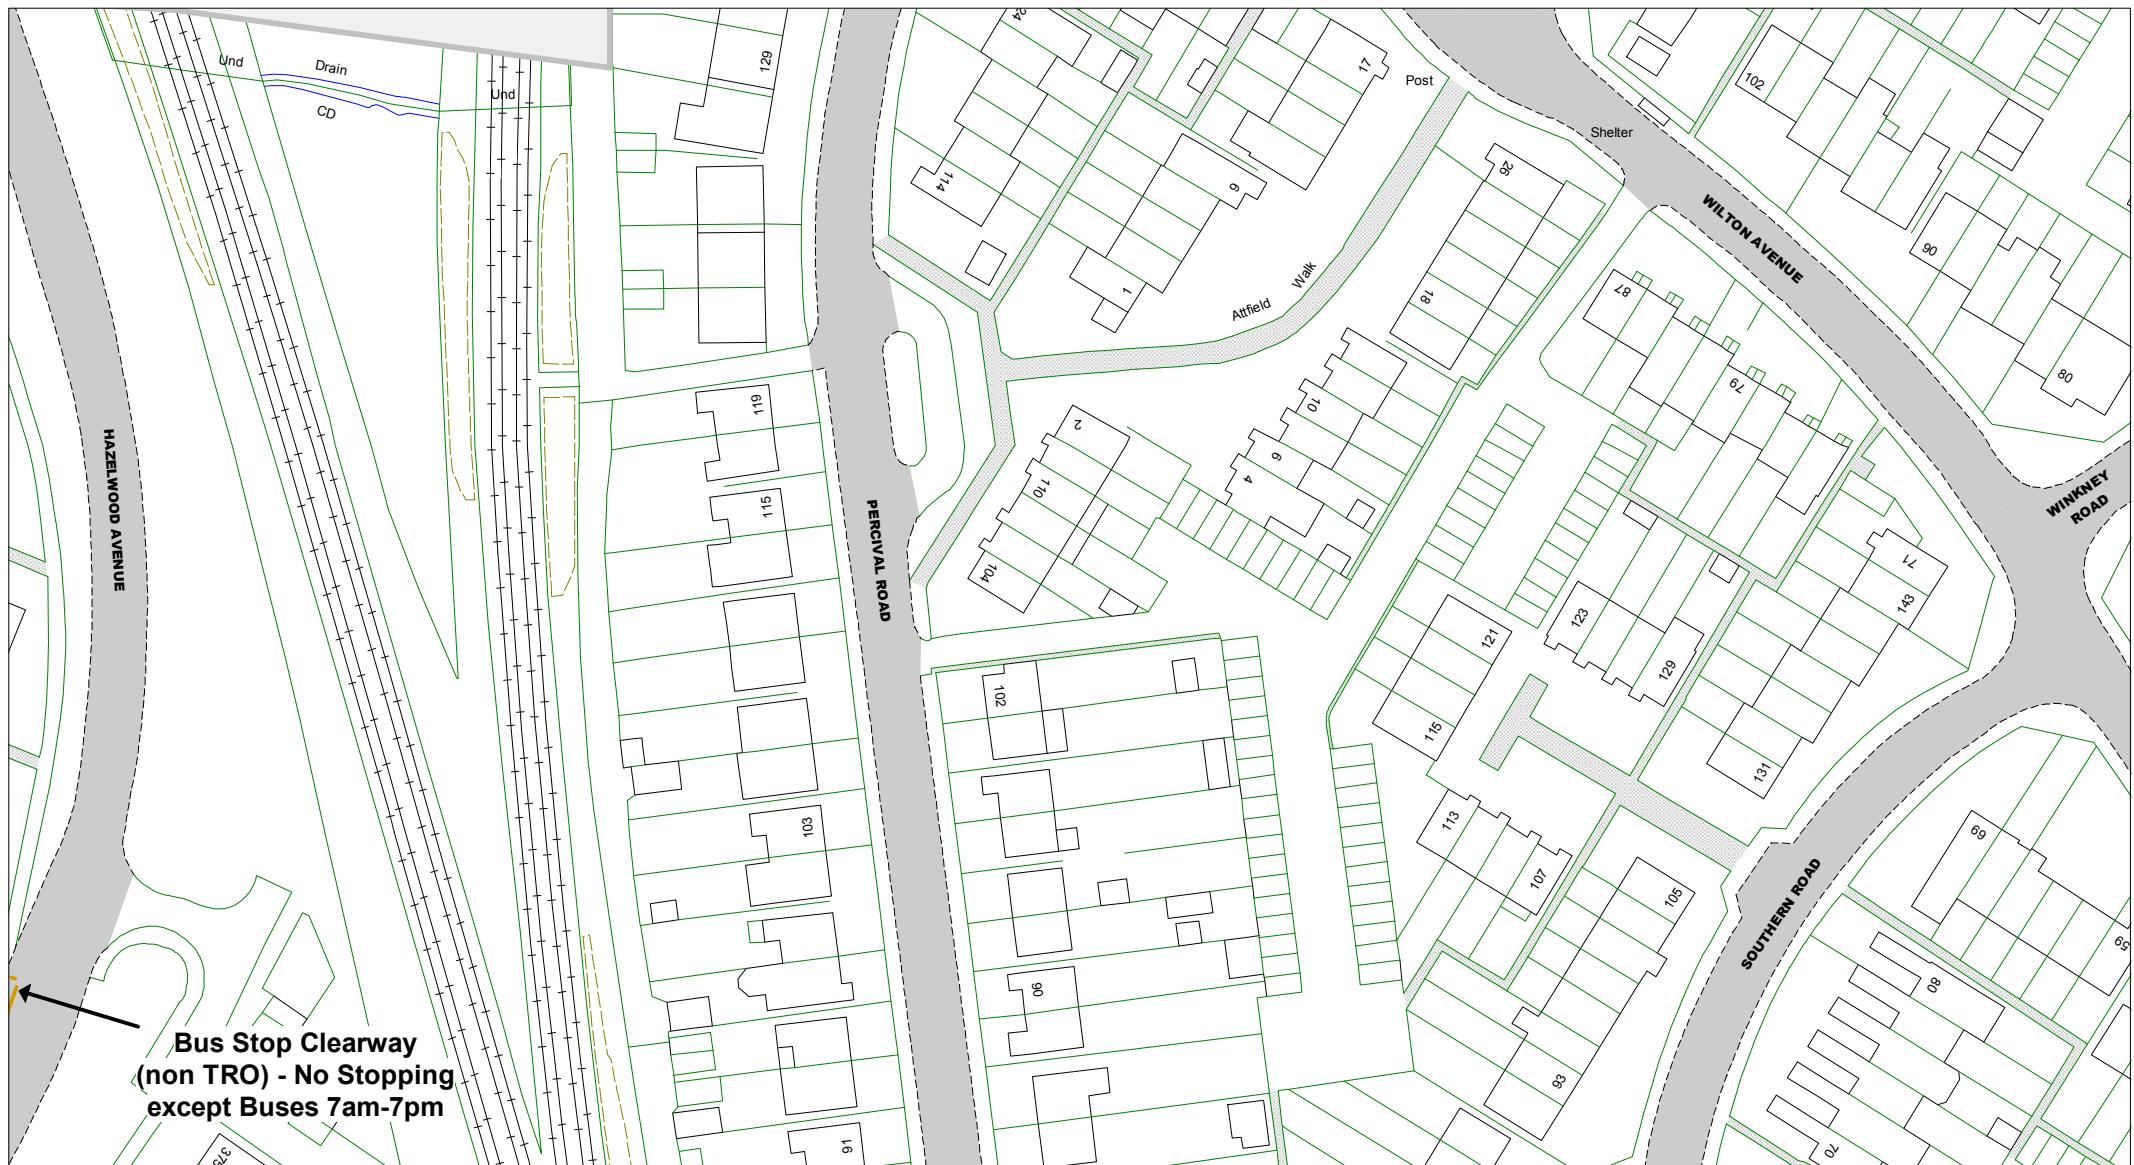 24
129
17
Post
102
Und
Drain
Und
CD
Shelter
26
114
6
WILTON AVENUE
90
1
Attfield
Walk
18
87
80
79
119
10
2
HAZELWOOD AVENUE
6
4
110
115
PERCIVAL ROAD
WINKNEY
ROAD
104
71
143
123
121
129
102
115
131
103
113
107
105
69
SOUTHERN ROAD
59
80
90
93
Bus Stop Clearway
(non TRO) - No Stopping
except Buses 7am-7pm
91
70
375